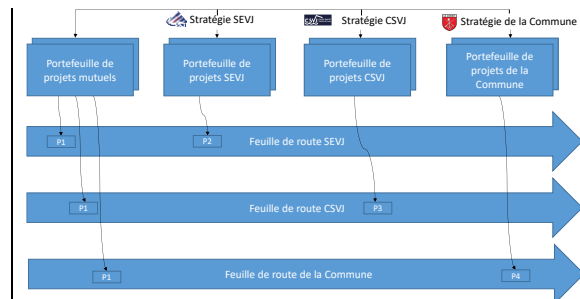 Stratégie SEVJ
Stratégie CSVJ
Stratégie de la Commune
Portefeuille de
projets mutuels
Portefeuille de
projets SEVJ
Portefeuille de
projets CSVJ
Portefeuille de
projets de la
Commune
P1
P2
Feuille de route SEVJ
P1
Feuille de route CSVJ
P3
P1
Feuille de route de la Commune
P4